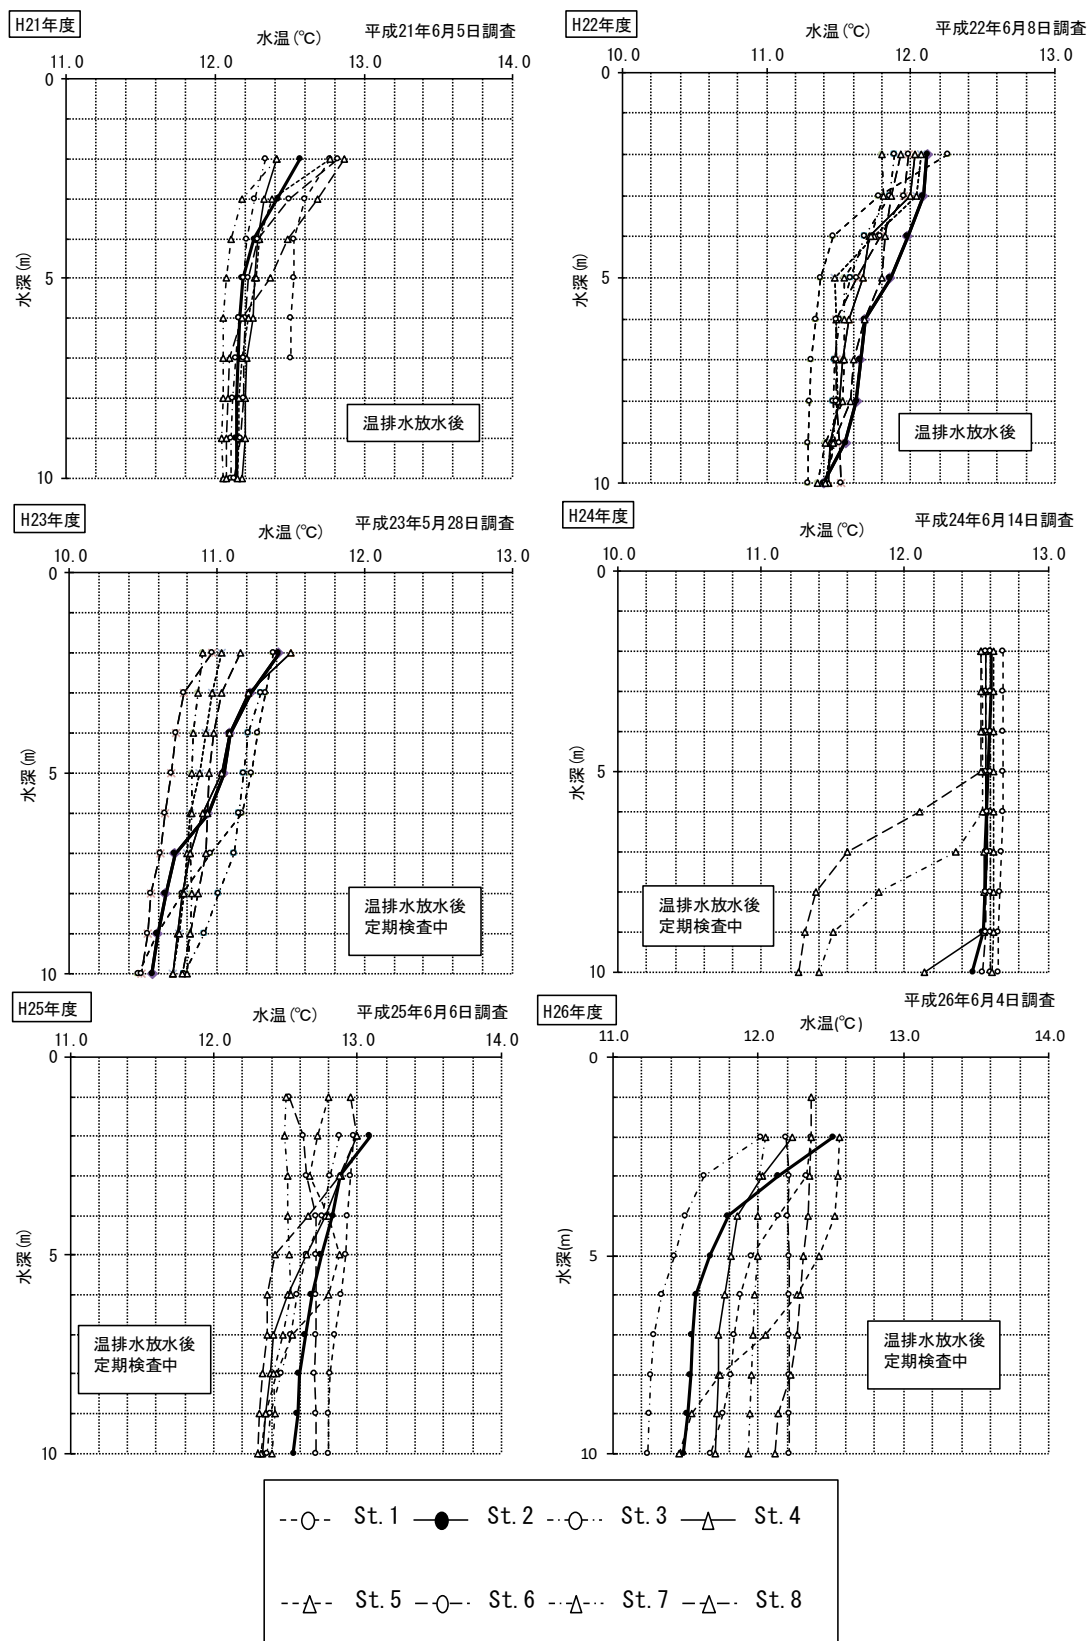 H21年度
水温(℃)
平成21年6月5日調査
11.0 12.0 13.0 14.0
0
5
10
水深(m)
温排水放水後
H22年度
水温(℃)
平成22年6月8日調査
10.0 11.0 12.0 13.0
0
5
10
水深(m)
温排水放水後
H23年度
水温(℃)
平成23年5月28日調査
10.0 11.0 12.0 13.0
0
5
10
水深(m)
温排水放水後
定期検査中
H24年度
水温(℃)
平成24年6月14日調査
10.0 11.0 12.0 13.0
0
5
10
水深(m)
温排水放水後
定期検査中
H25年度
水温(℃)
平成25年6月6日調査
11.0 12.0 13.0 14.0
0
5
10
水深(m)
温排水放水後
定期検査中
H26年度
水温(℃)
平成26年6月4日調査
11.0 12.0 13.0 14.0
0
5
10
水深(m)
温排水放水後
定期検査中
St.1 St.2 St.3 St.4
St.5 St.6 St.7 St.8